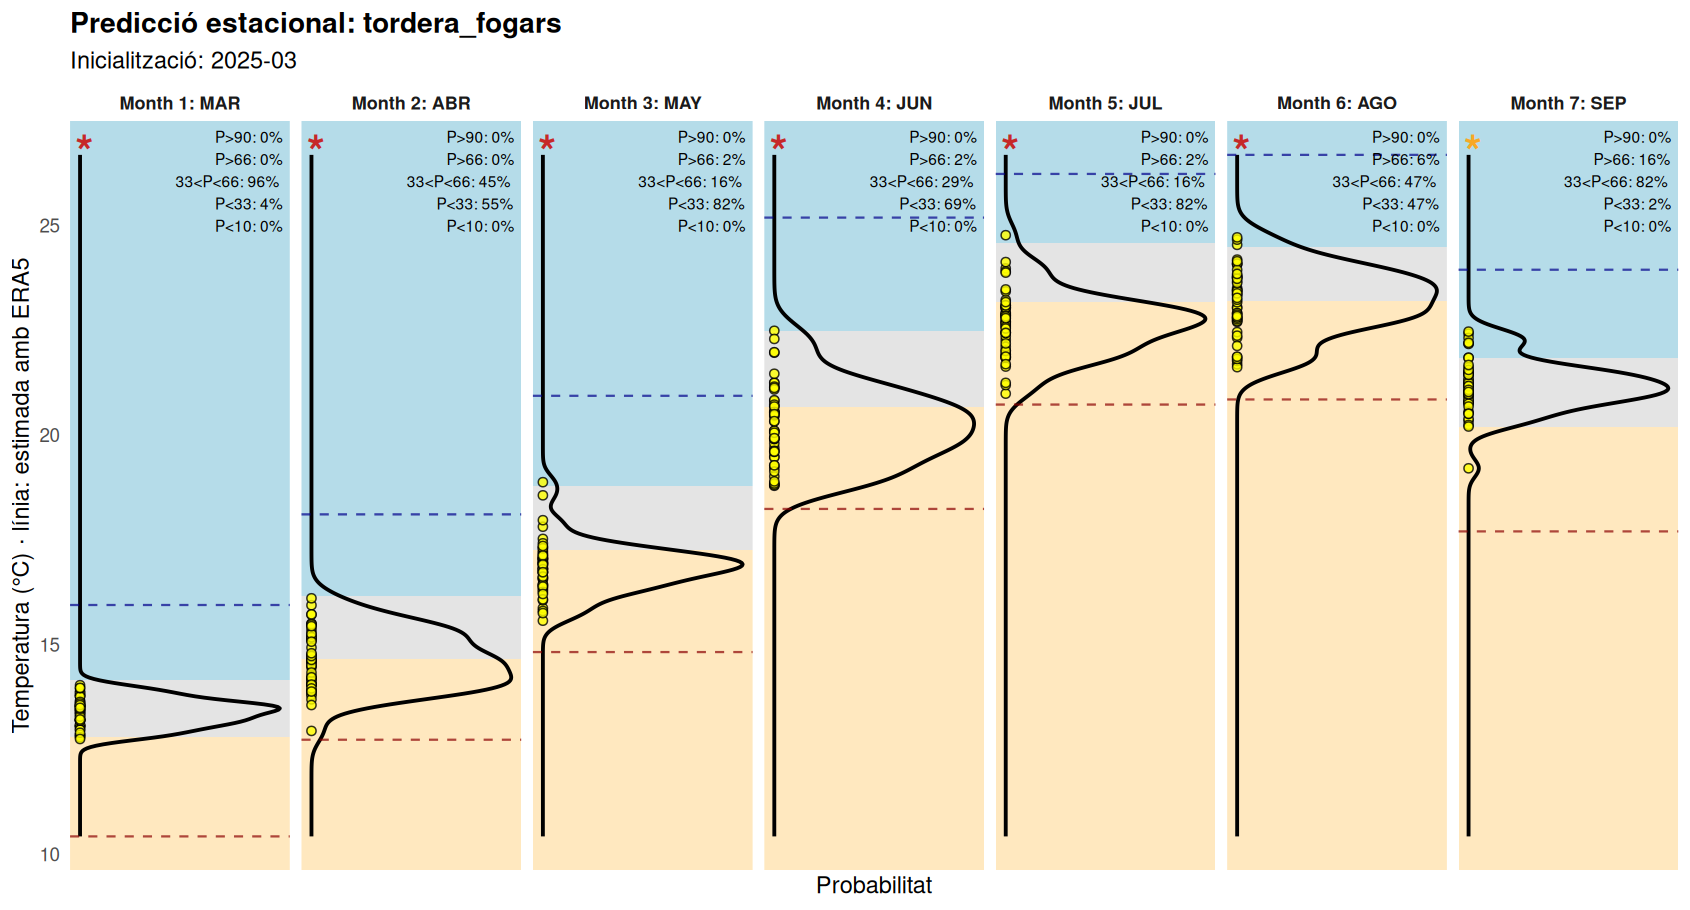 Predicció estacional: tordera_fogars
Inicialització: 2025-03
Month 1: MAR
Month 2: ABR
Month 3: MAY
Month 4: JUN
Month 5: JUL
Month 6: AGO
Month 7: SEP
*
P>90: 0%
P>66: 0%
33<P<66: 96%
P<33: 4%
P<10: 0%
*
P>90: 0%
P>66: 0%
33<P<66: 45%
P<33: 55%
P<10: 0%
*
P>90: 0%
P>66: 2%
33<P<66: 16%
P<33: 82%
P<10: 0%
*
P>90: 0%
P>66: 2%
33<P<66: 29%
P<33: 69%
P<10: 0%
*
P>90: 0%
P>66: 2%
33<P<66: 16%
P<33: 82%
P<10: 0%
*
P>90: 0%
P>66: 6%
33<P<66: 47%
P<33: 47%
P<10: 0%
*
P>90: 0%
P>66: 16%
33<P<66: 82%
P<33: 2%
P<10: 0%
25
20
15
10
Temperatura (°C) · línia: estimada amb ERA5
Probabilitat